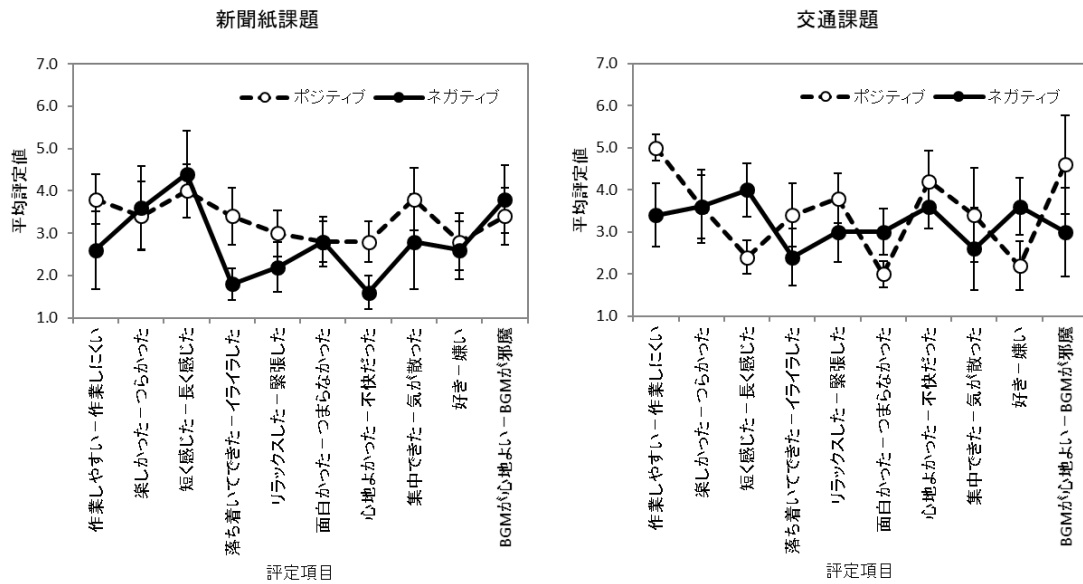 新聞紙課題
7.0
6.0
5.0
4.0
3.0
2.0
1.0
平均評定値
ポジティブ
ネガティブ
作業しやすい－作業しにくい
楽しかった－つらかった
短く感じた－長く感じた
落ち着いてできた－イライラした
リラックスした－緊張した
面白かった－つまらなかった
心地よかった－不快だった
集中できた－気が散った
好き－嫌い
BGMが心地よい－BGMが邪魔
評定項目
交通課題
7.0
6.0
5.0
4.0
3.0
2.0
1.0
平均評定値
ポジティブ
ネガティブ
作業しやすい－作業しにくい
楽しかった－つらかった
短く感じた－長く感じた
落ち着いてできた－イライラした
リラックスした－緊張した
面白かった－つまらなかった
心地よかった－不快だった
集中できた－気が散った
好き－嫌い
BGMが心地よい－BGMが邪魔
評定項目